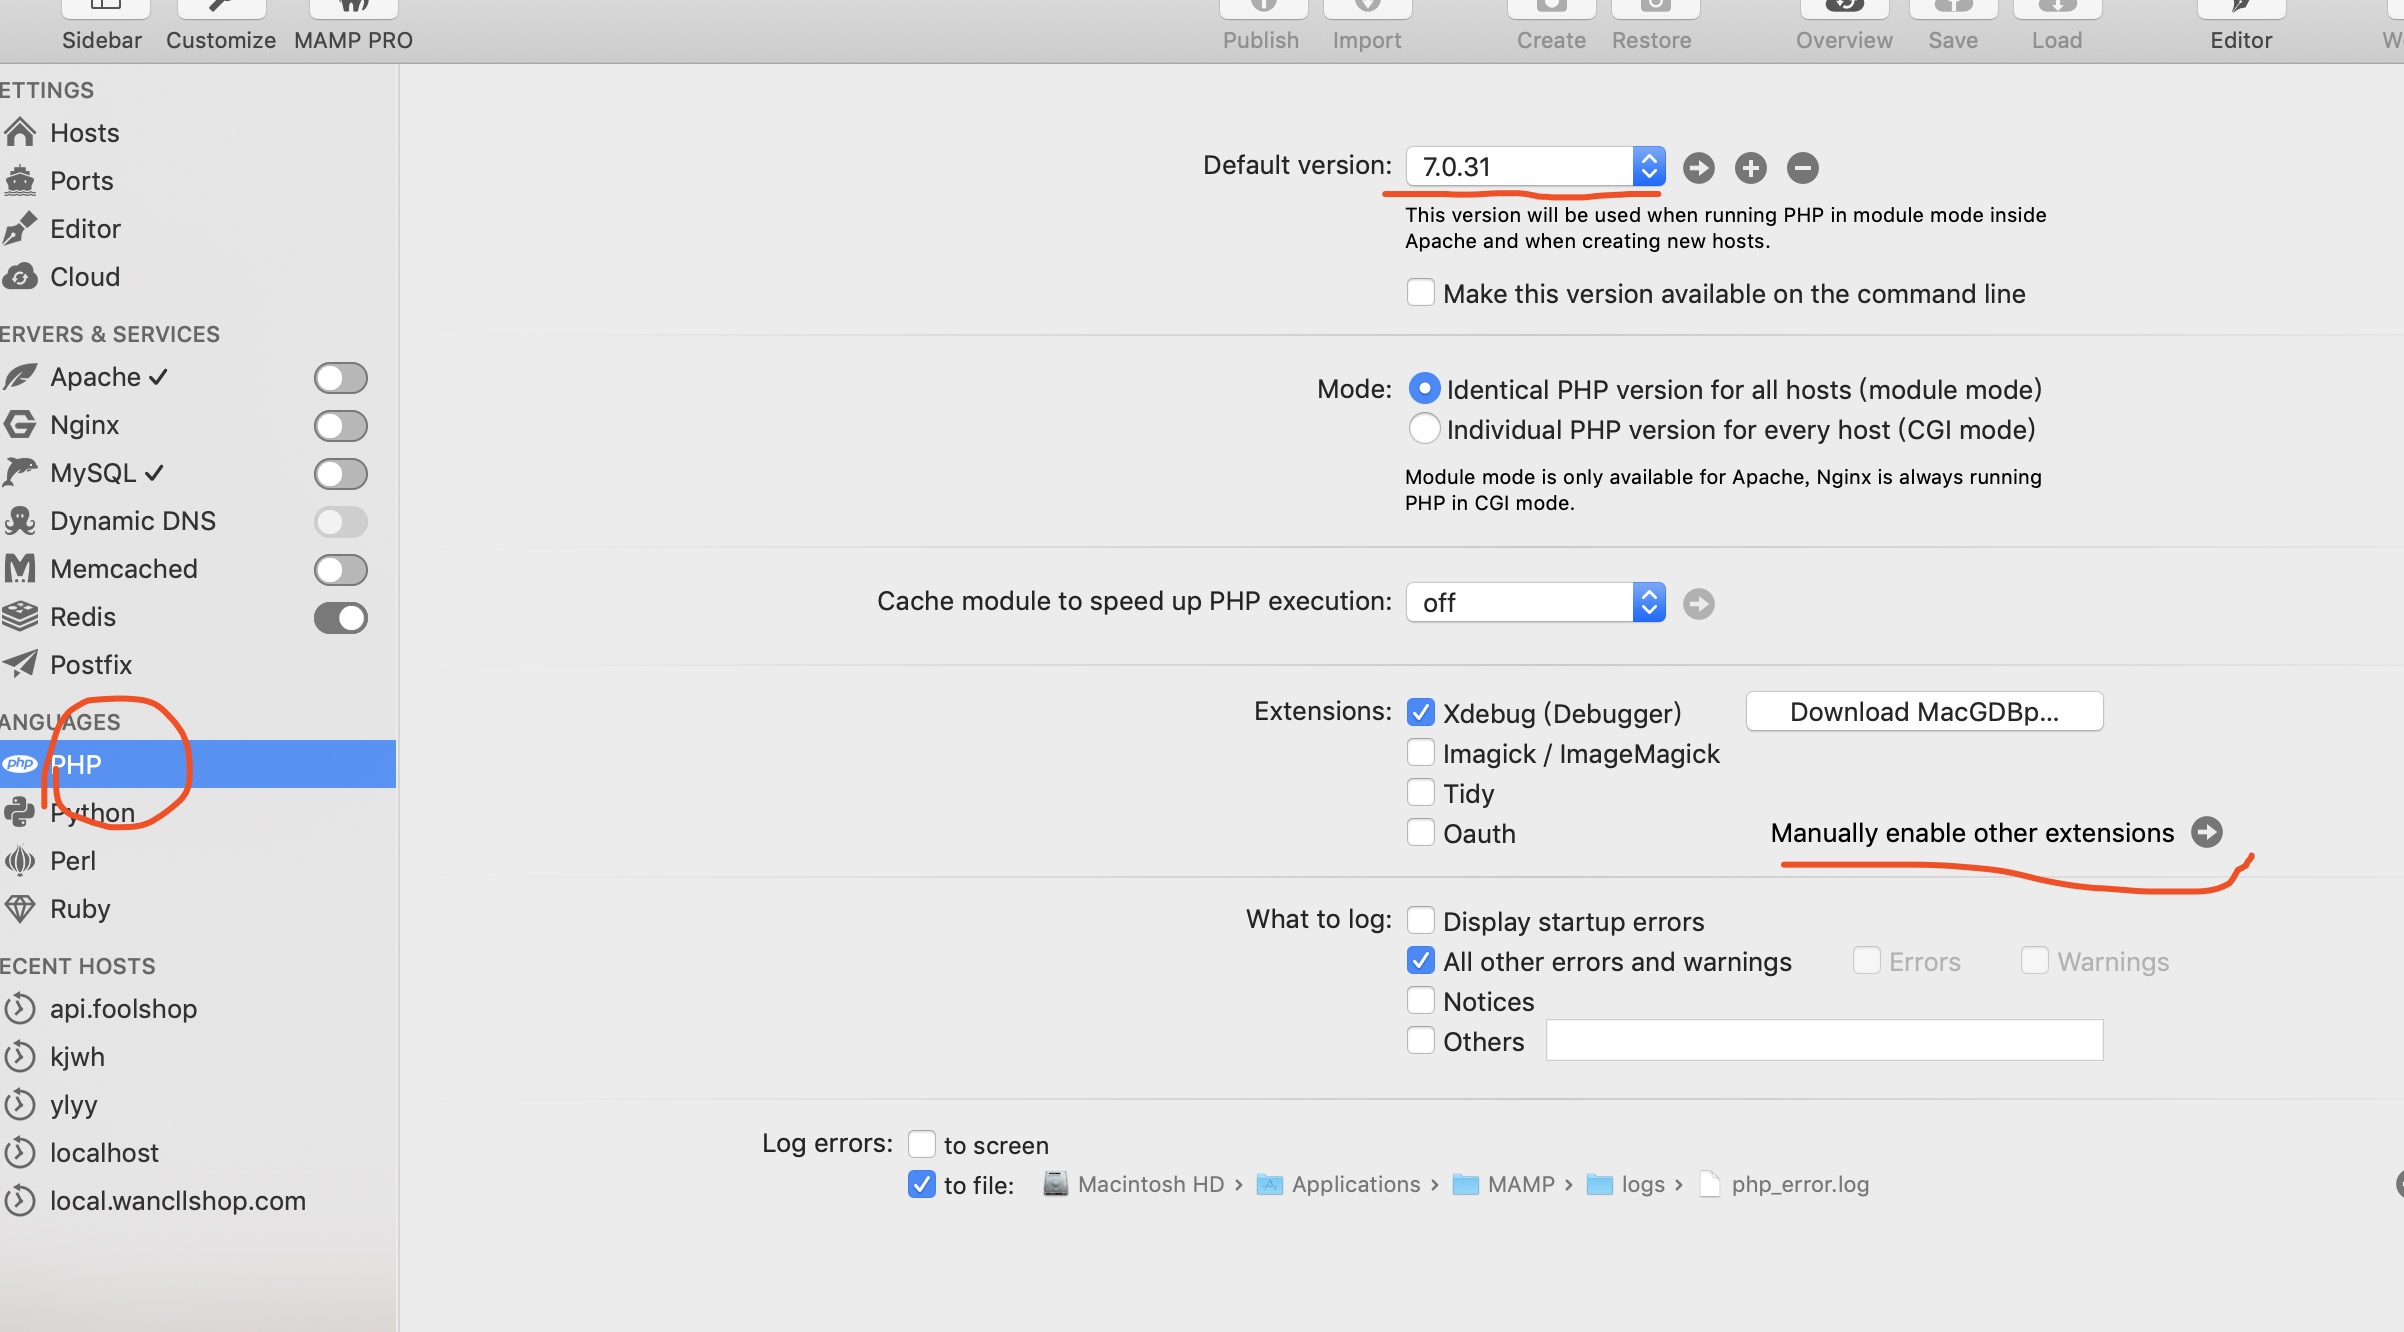 Sidebar Customize MAMP PRO Publish Import Create Restore Overview Save Load Editor
ETTINGS
Hosts
Ports
Editor
Cloud
ERVERS & SERVICES
Apache ✓
Nginx
MySQL ✓
Dynamic DNS
Memcached
Redis
Postfix
ANGUAGES
php PHP
Python
Perl
Ruby
ECENT HOSTS
api.foolshop
kjwh
ylyy
localhost
local.wancllshop.com
Default version: 7.0.31
This version will be used when running PHP in module mode inside
Apache and when creating new hosts.
Make this version available on the command line
Mode: Identical PHP version for all hosts (module mode)
Individual PHP version for every host (CGI mode)
Module mode is only available for Apache, Nginx is always running
PHP in CGI mode.
Cache module to speed up PHP execution: off
Extensions: Xdebug (Debugger) Download MacGDBp...
Imagick / ImageMagick
Tidy
Oauth Manually enable other extensions
What to log: Display startup errors
All other errors and warnings Errors Warnings
Notices
Others
Log errors: to screen
to file: Macintosh HD › Applications › MAMP › logs › php_error.log